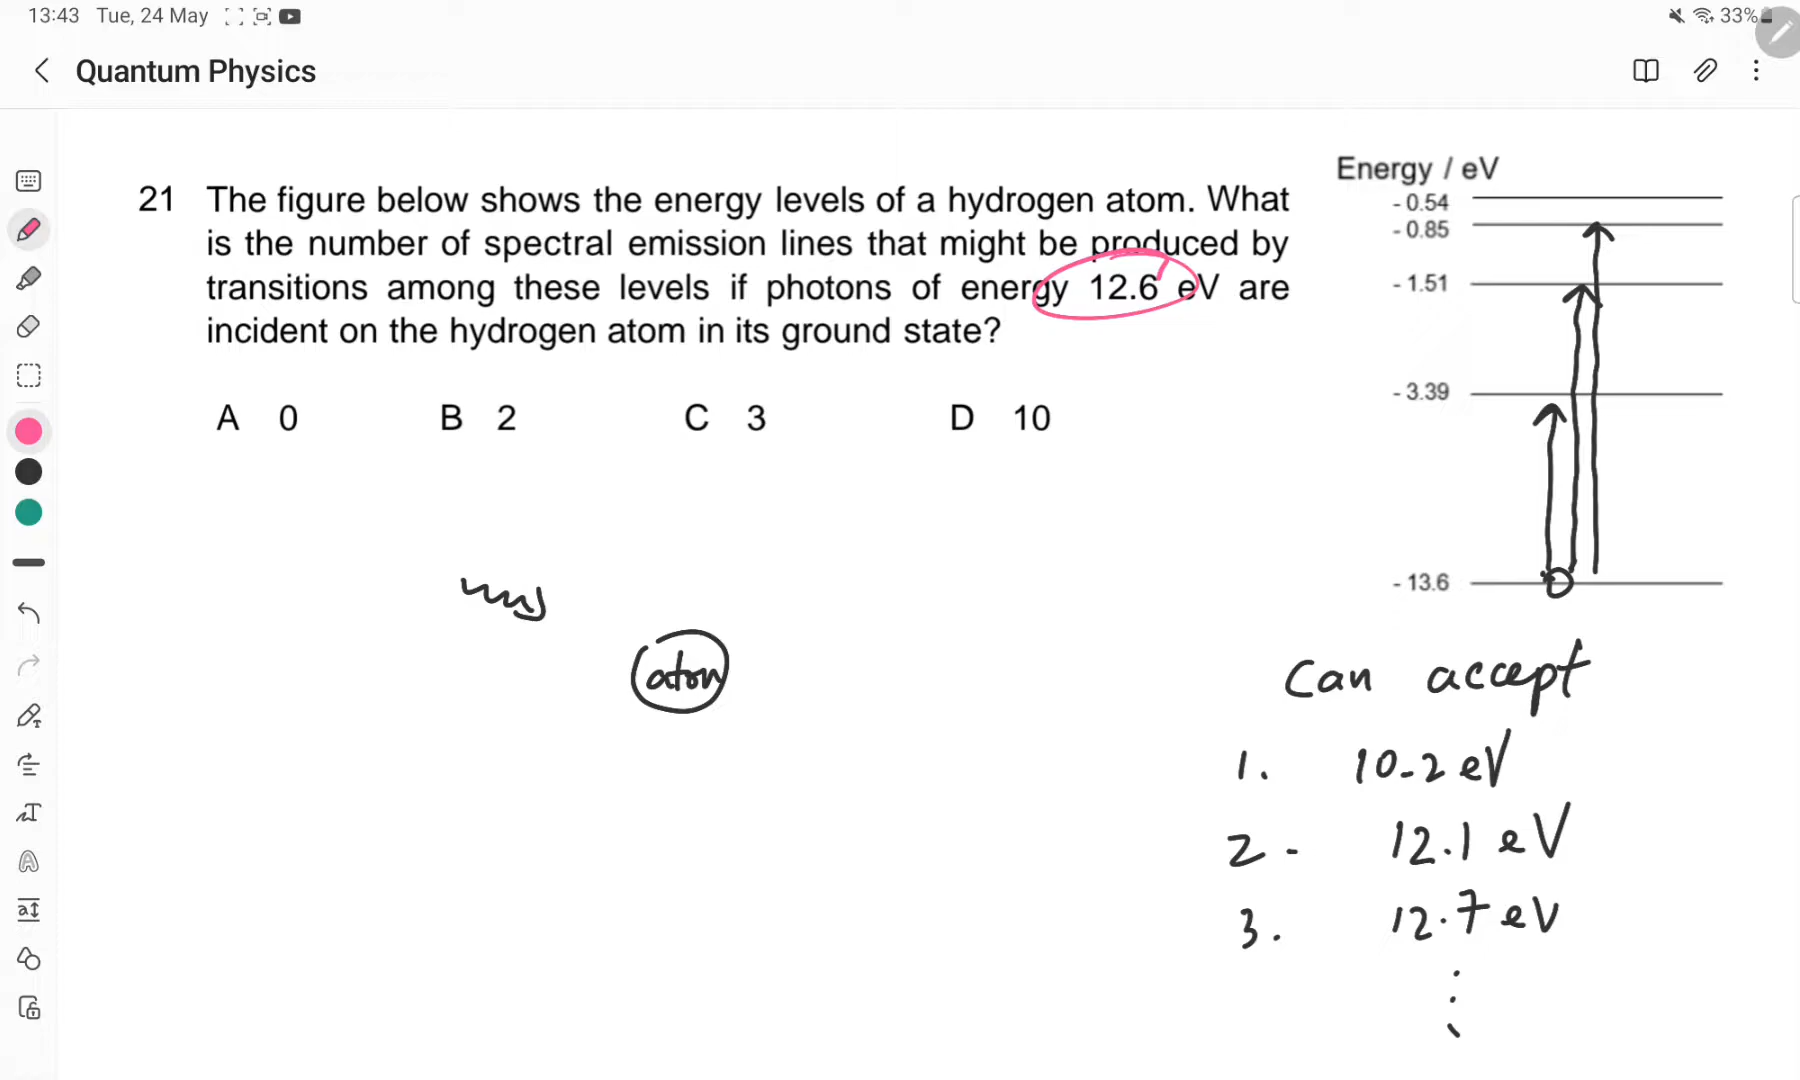 13:43 Tue, 24 May
33%
Quantum Physics
21 The figure below shows the energy levels of a hydrogen atom. What
is the number of spectral emission lines that might be produced by
transitions among these levels if photons of energy 12.6 eV are
incident on the hydrogen atom in its ground state?
A 0 B 2 C 3 D 10
Energy / eV
- 0.54
- 0.85
- 1.51
- 3.39
- 13.6
atom
Can accept
1. 10.2 eV
2. 12.1 eV
3. 12.7 eV